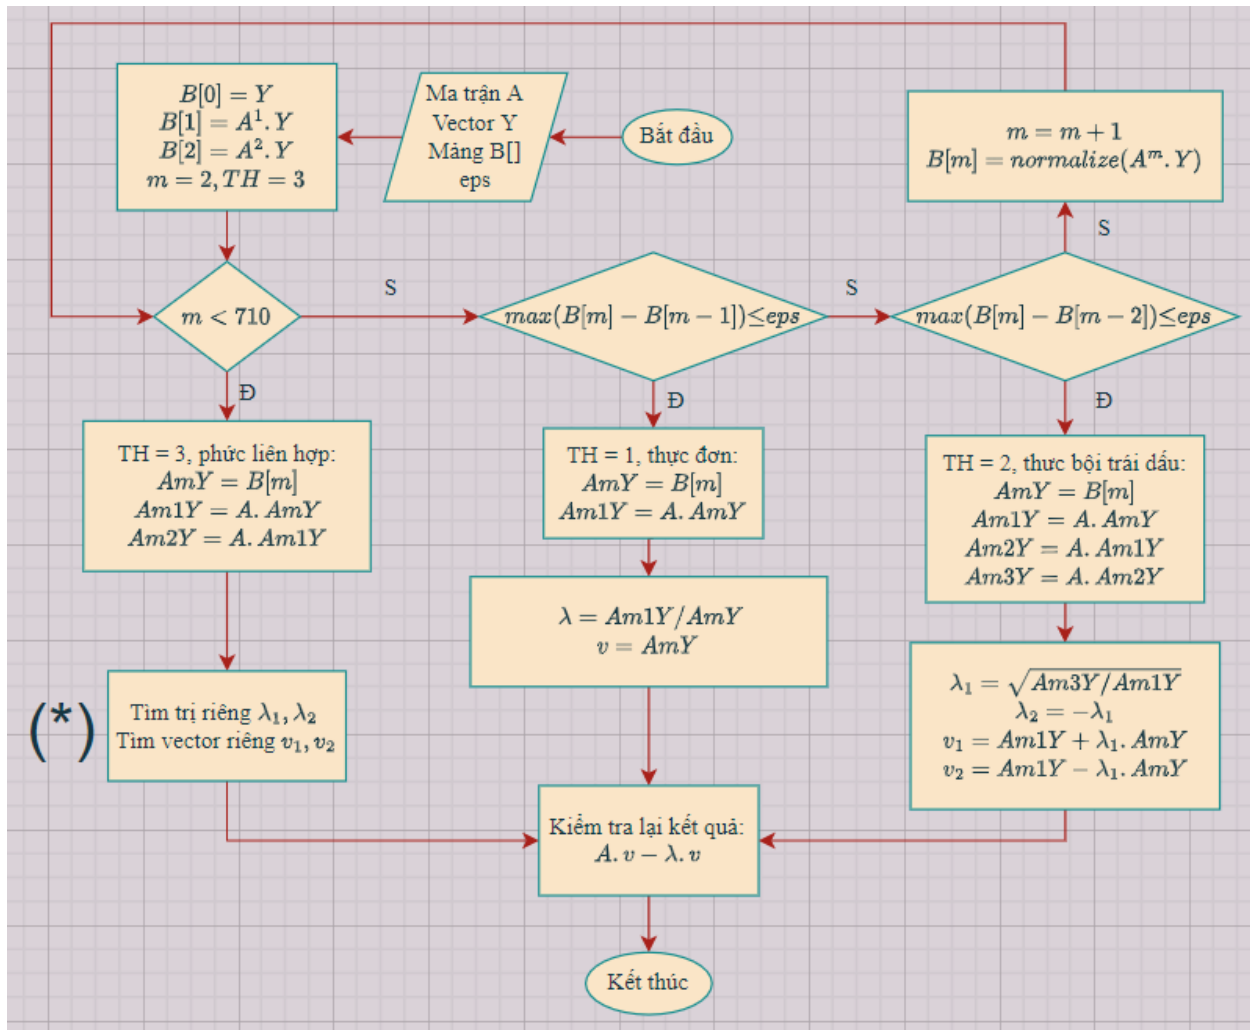 Bắt đầu
Ma trận A
Vector Y
Mảng B[]
eps
B[0] = Y
B[1] = A¹. Y
B[2] = A². Y
m = 2, TH = 3
m < 710
S
max(B[m] − B[m − 1])≤eps
S
max(B[m] − B[m − 2])≤eps
S
m = m + 1
B[m] = normalize(Aᵐ. Y)
Đ
Đ
Đ
TH = 3, phức liên hợp:
AmY = B[m]
Am1Y = A. AmY
Am2Y = A. Am1Y
TH = 1, thực đơn:
AmY = B[m]
Am1Y = A. AmY
TH = 2, thưc bội trái dấu:
AmY = B[m]
Am1Y = A. AmY
Am2Y = A. Am1Y
Am3Y = A. Am2Y
λ = Am1Y/AmY
v = AmY
(*)
Tìm trị riêng λ₁, λ₂
Tìm vector riêng v₁, v₂
λ₁ = √Am3Y/Am1Y
λ₂ = −λ₁
v₁ = Am1Y + λ₁. AmY
v₂ = Am1Y − λ₁. AmY
Kiểm tra lại kết quả:
A. v − λ. v
Kết thúc